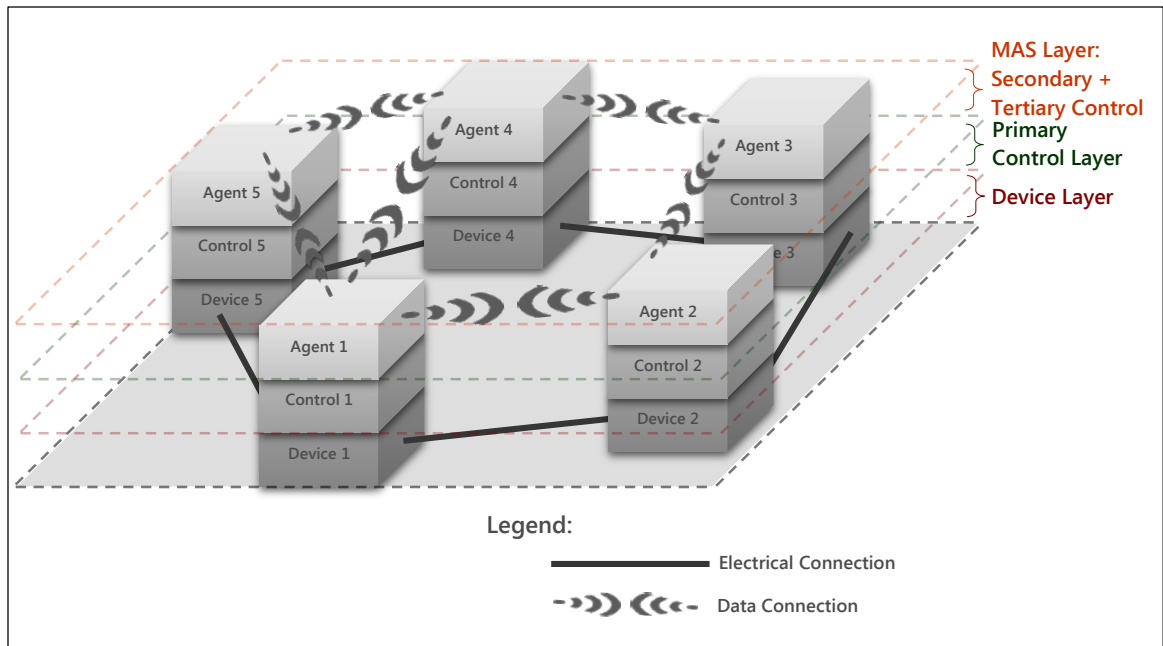 MAS Layer:
Secondary +
Tertiary Control
Primary
Control Layer
Device Layer
Agent 4
Control 4
Device 4
Agent 3
Control 3
e 3
Agent 5
Control 5
Device 5
Agent 2
Control 2
Device 2
Agent 1
Control 1
Device 1
Legend:
Electrical Connection
Data Connection